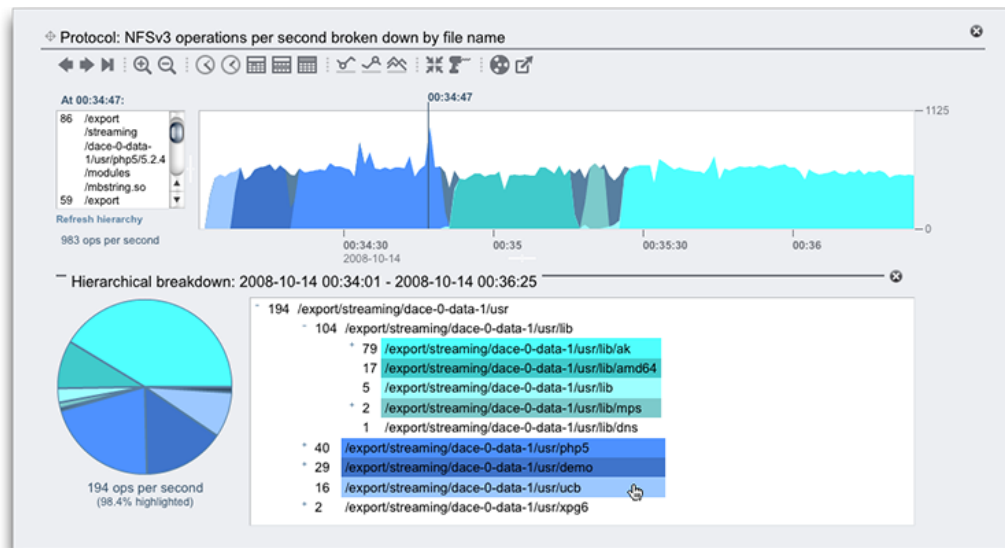 Protocol: NFSv3 operations per second broken down by file name
At 00:34:47:
00:34:47
86 /export
/streaming
/dace-0-data-
1/usr/php5/5.2.4
/modules
/mbstring.so
59 /export
1125
0
Refresh hierarchy
983 ops per second
00:34:30
2008-10-14
00:35
00:35:30
00:36
Hierarchical breakdown: 2008-10-14 00:34:01 - 2008-10-14 00:36:25
194 /export/streaming/dace-0-data-1/usr
104 /export/streaming/dace-0-data-1/usr/lib
79 /export/streaming/dace-0-data-1/usr/lib/ak
17 /export/streaming/dace-0-data-1/usr/lib/amd64
5 /export/streaming/dace-0-data-1/usr/lib
2 /export/streaming/dace-0-data-1/usr/lib/mps
1 /export/streaming/dace-0-data-1/usr/lib/dns
40 /export/streaming/dace-0-data-1/usr/php5
29 /export/streaming/dace-0-data-1/usr/demo
16 /export/streaming/dace-0-data-1/usr/ucb
2 /export/streaming/dace-0-data-1/usr/xpg6
194 ops per second
(98.4% highlighted)